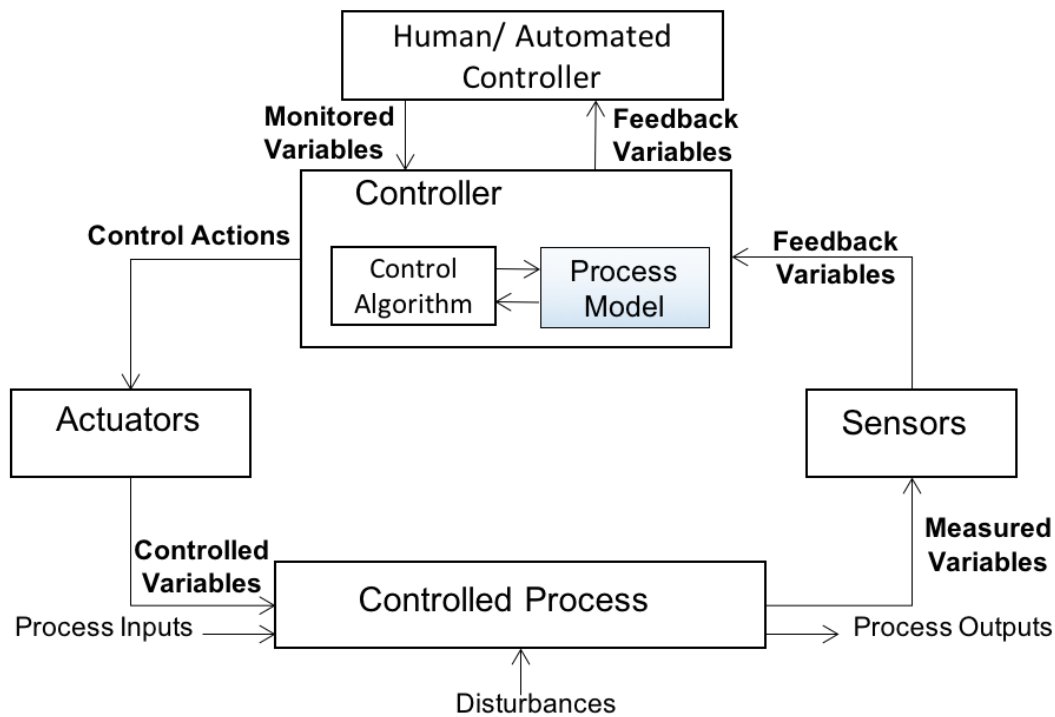 Human/ Automated
Controller
Monitored
Variables
Feedback
Variables
Controller
Control Actions
Control
Algorithm
Process
Model
Feedback
Variables
Actuators
Sensors
Controlled
Variables
Measured
Variables
Controlled Process
Process Inputs
Process Outputs
Disturbances